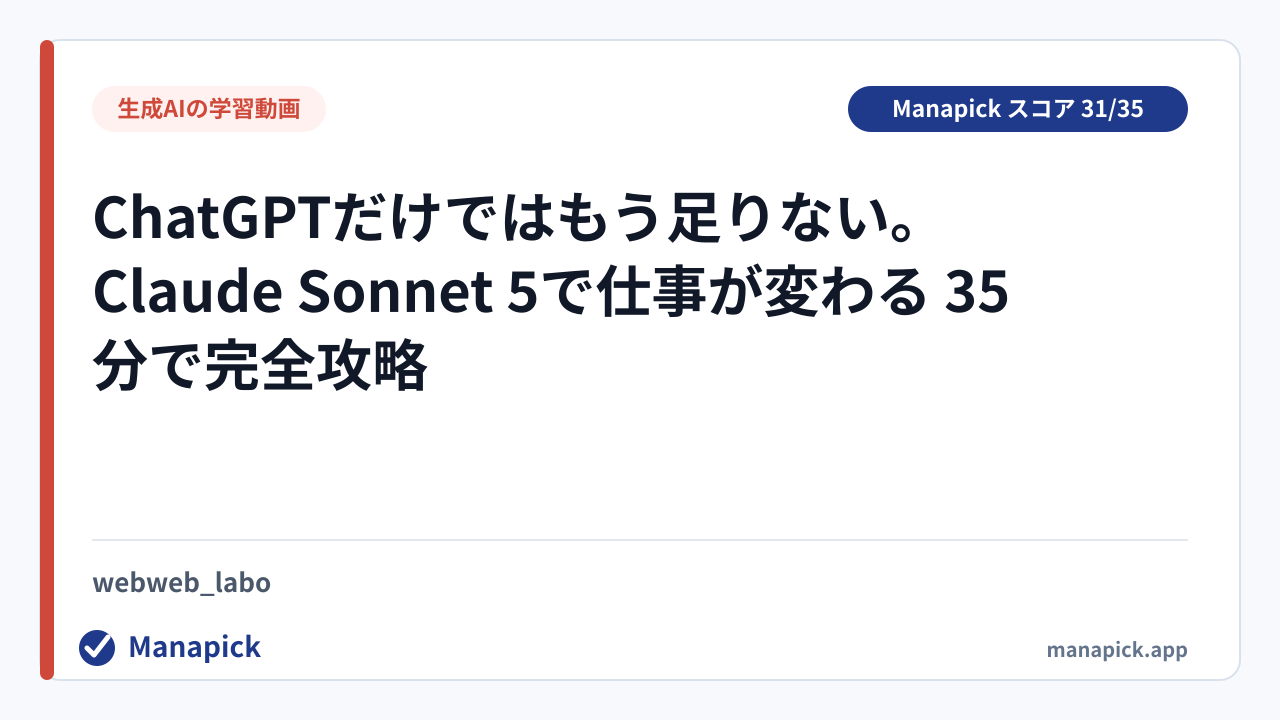 生成AIの学習動画
Manapick スコア 31/35
ChatGPTだけではもう足りない。
Claude Sonnet 5で仕事が変わる 35
分で完全攻略
webweb_labo
Manapick
manapick.app